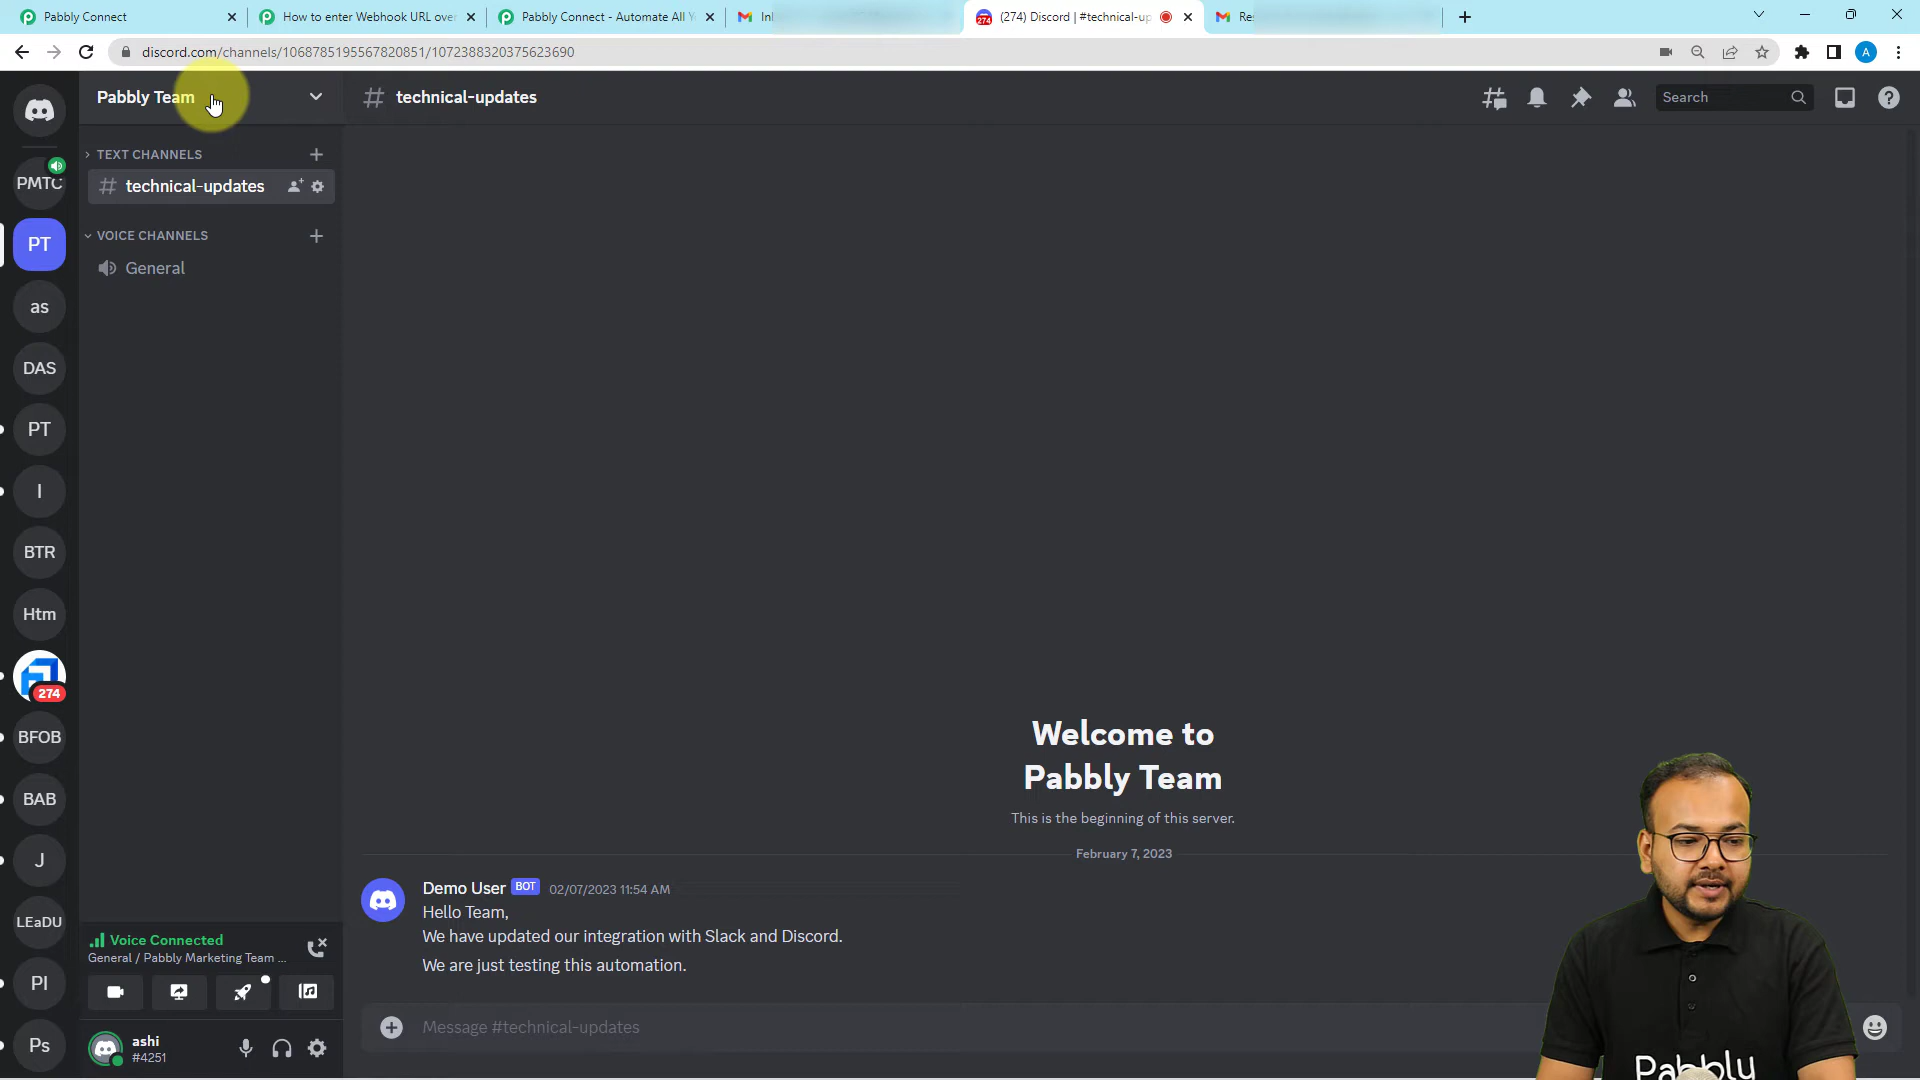 Pabbly Connect
How to enter Webhook URL over
Pabbly Connect - Automate All Y
(274) Discord | #technical-up
discord.com/channels/1068785195567820851/1072388320375623690
A
Pabbly Team
technical-updates
Search
TEXT CHANNELS
technical-updates
VOICE CHANNELS
General
PMTC
PT
as
DAS
PT
I
BTR
Htm
274
BFOB
BAB
J
LEaDU
PI
Ps
Welcome to
Pabbly Team
This is the beginning of this server.
February 7, 2023
Demo User BOT 02/07/2023 11:54 AM
Hello Team,
We have updated our integration with Slack and Discord.
We are just testing this automation.
Message #technical-updates
Voice Connected
General / Pabbly Marketing Team ...
ashi
#4251
Pabbly